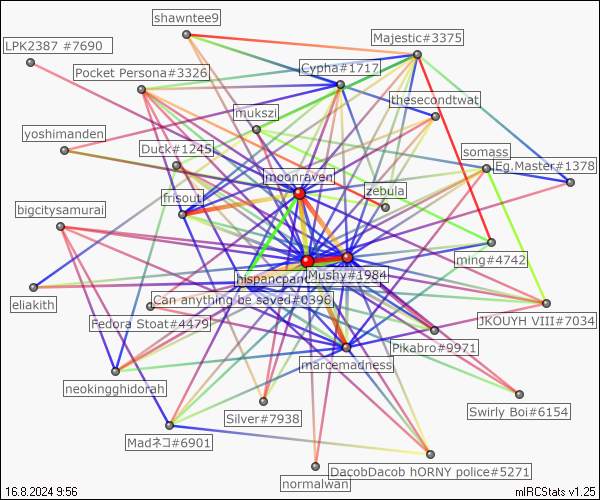 shawntee9
LPK2387 #7690
Majestic#3375
Pocket Persona#3326
Cypha#1717
thesecondtwat
mukszi
yoshimanden
Duck#1245
somass
Eg.Master#1378
moonraven
frisout
zebula
bigcitysamurai
ming#4742
hispancpand
Mushy#1984
eliakith
Can anything be saved#0396
Fedora Stoat#4479
JKOUYH VIII#7034
Pikabro#9971
marcemadness
neokingghidorah
Silver#7938
Swirly Boi#6154
Madネコ#6901
DacobDacob hORNY police#5271
normalwan
16.8.2024 9:56
mIRCStats v1.25